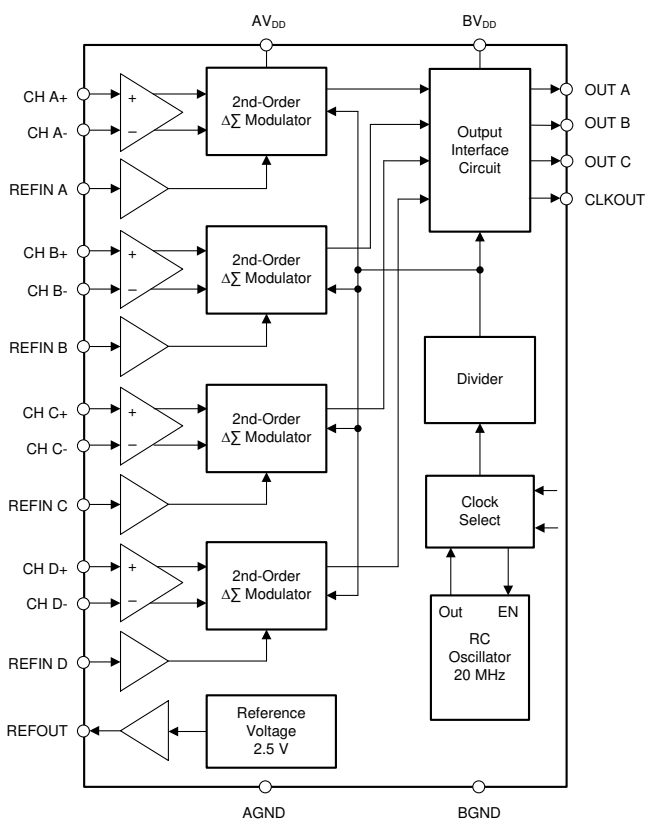 AVDD
BVDD
CH A+
CH A-
REFIN A
+
−
2nd-Order
ΔΣ Modulator
Output
Interface
Circuit
OUT A
OUT B
OUT C
CLKOUT
CH B+
CH B-
REFIN B
+
−
2nd-Order
ΔΣ Modulator
Divider
CH C+
CH C-
REFIN C
+
−
2nd-Order
ΔΣ Modulator
Clock
Select
CH D+
CH D-
REFIN D
+
−
2nd-Order
ΔΣ Modulator
Out
EN
RC
Oscillator
20 MHz
REFOUT
Reference
Voltage
2.5 V
AGND
BGND